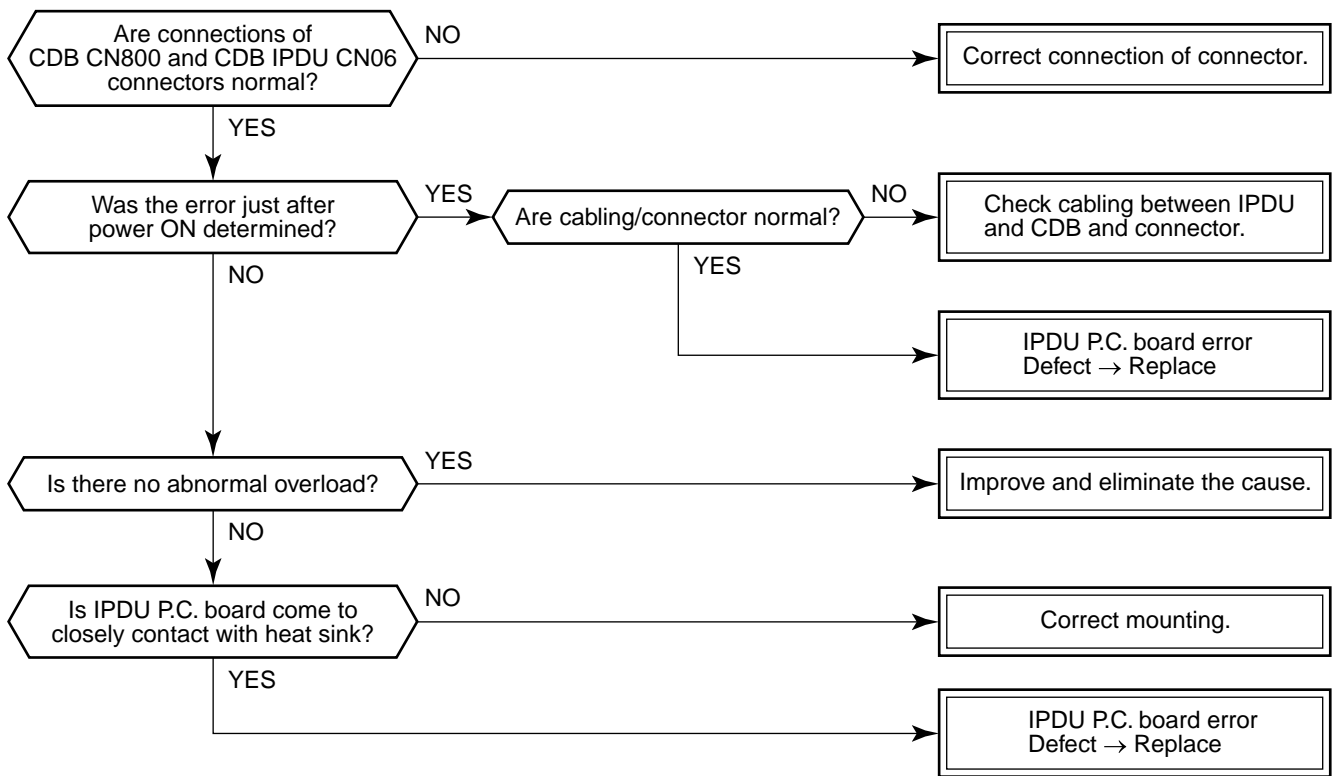 Are connections of
CDB CN800 and CDB IPDU CN06
connectors normal?
NO
Correct connection of connector.
YES
Was the error just after
power ON determined?
YES
Are cabling/connector normal?
NO
Check cabling between IPDU
and CDB and connector.
NO
YES
IPDU P.C. board error
Defect → Replace
Is there no abnormal overload?
YES
Improve and eliminate the cause.
NO
Is IPDU P.C. board come to
closely contact with heat sink?
NO
Correct mounting.
YES
IPDU P.C. board error
Defect → Replace